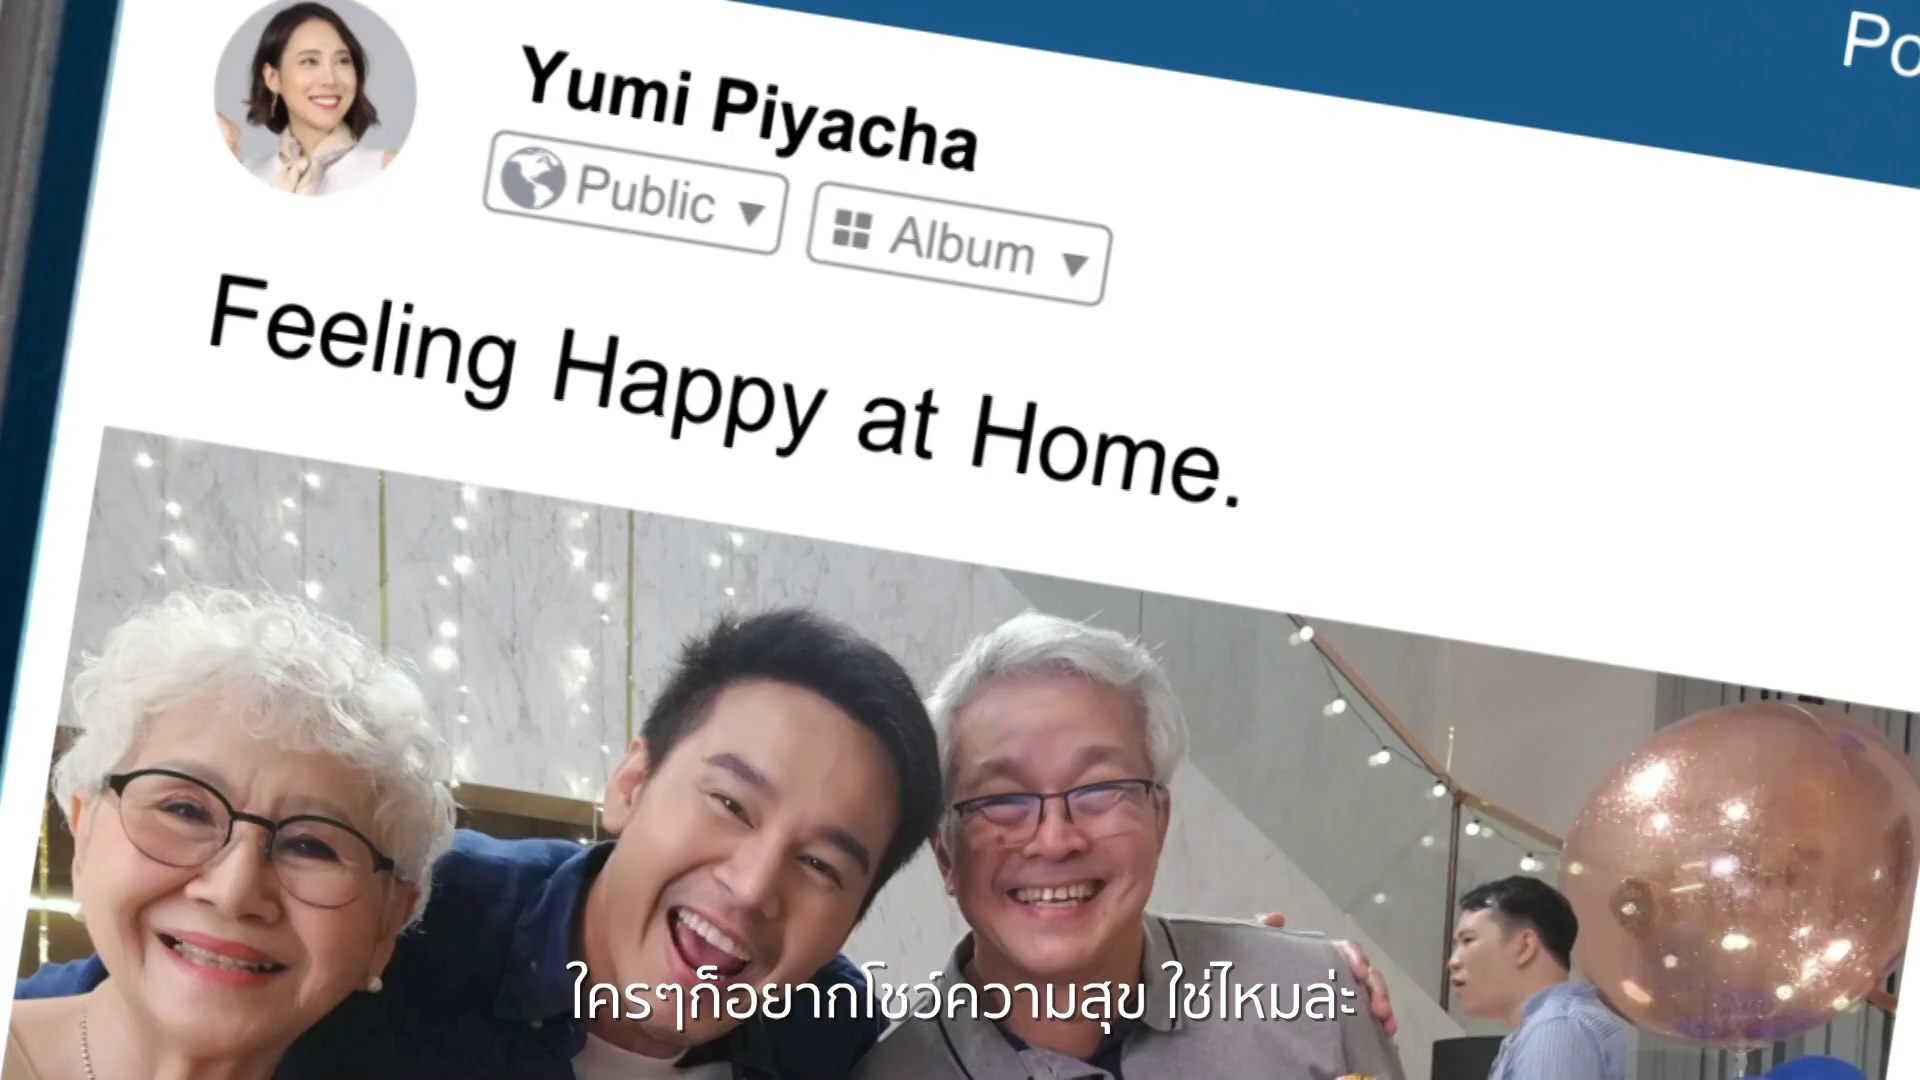 Po
Yumi Piyacha
Public
Album
Feeling Happy at Home.
ใครๆก็อยากโชว์ความสุข ใช่ไหมล่ะ